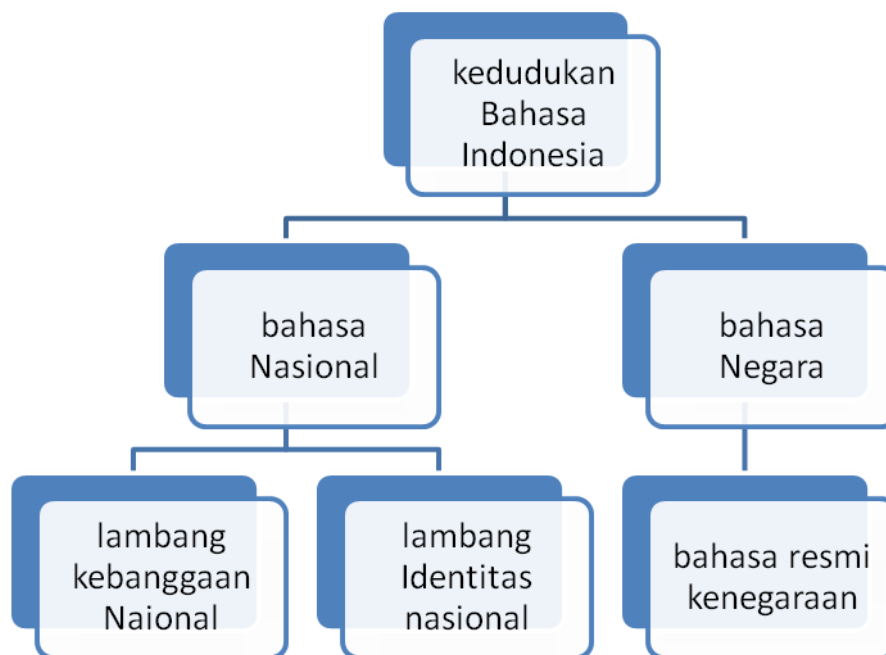 kedudukan
Bahasa
Indonesia
bahasa
Nasional
bahasa
Negara
lambang
kebanggaan
Naional
lambang
Identitas
nasional
bahasa resmi
kenegaraan